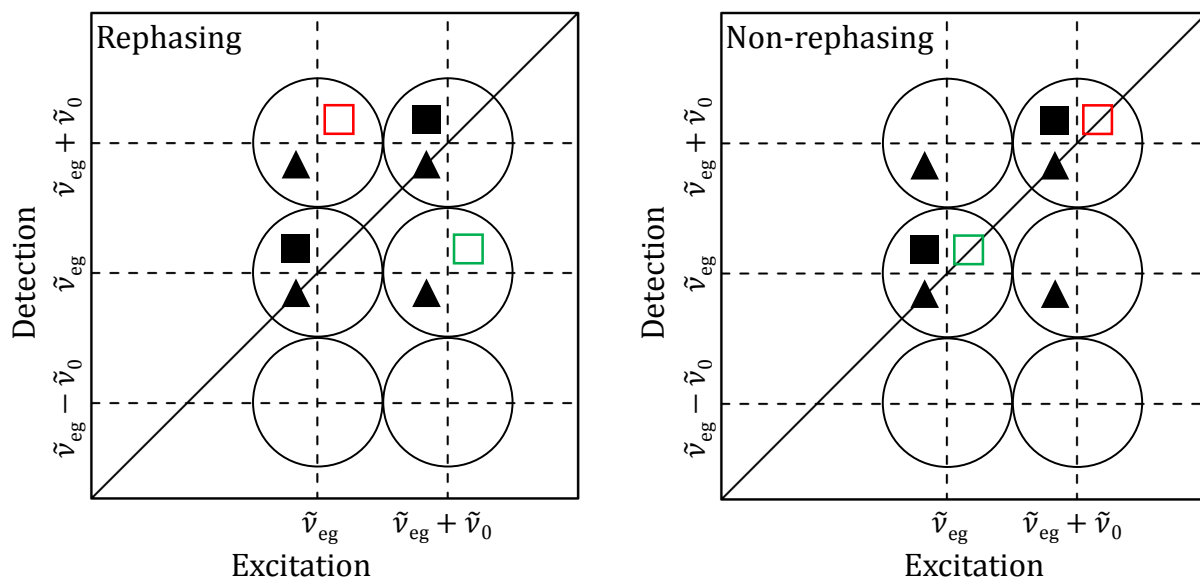 Rephasing
Detection
ν̃eg + ν̃0
ν̃eg
ν̃eg − ν̃0
ν̃eg
ν̃eg + ν̃0
Excitation
Non-rephasing
Detection
ν̃eg + ν̃0
ν̃eg
ν̃eg − ν̃0
ν̃eg
ν̃eg + ν̃0
Excitation